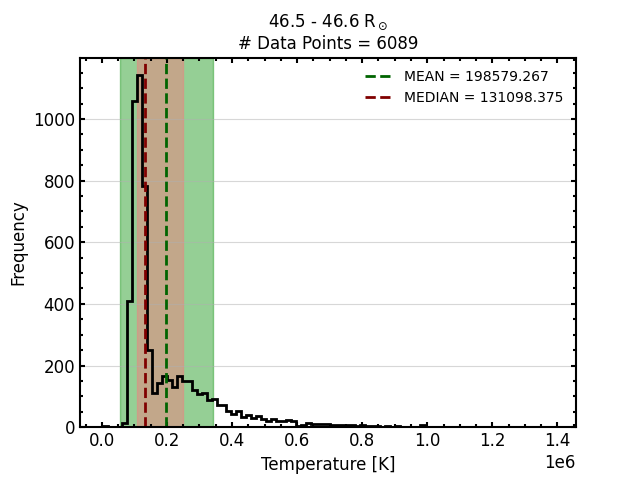 46.5 - 46.6 R⊙
# Data Points = 6089
MEAN = 198579.267
MEDIAN = 131098.375
Frequency
1000
800
600
400
200
0
0.0 0.2 0.4 0.6 0.8 1.0 1.2 1.4
1e6
Temperature [K]